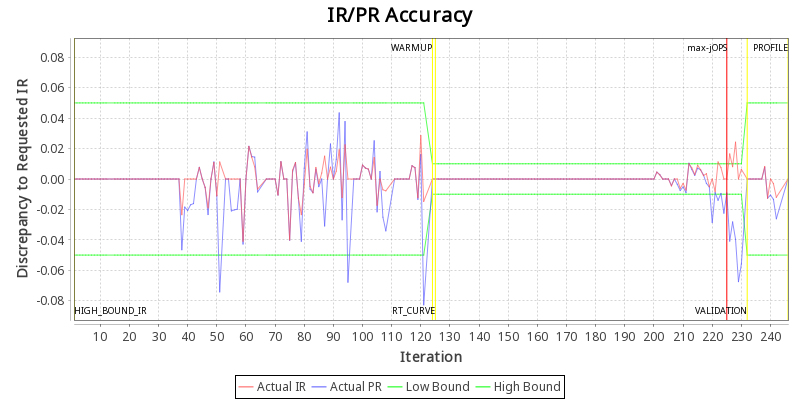 IR/PR Accuracy
Discrepancy to Requested IR
0.08
0.06
0.04
0.02
0.00
-0.02
-0.04
-0.06
-0.08
WARMUP
max-jOPS
PROFILE
HIGH_BOUND_IR
RT_CURVE
VALIDATION
10 20 30 40 50 60 70 80 90 100 110 120 130 140 150 160 170 180 190 200 210 220 230 240
Iteration
Actual IR Actual PR Low Bound High Bound